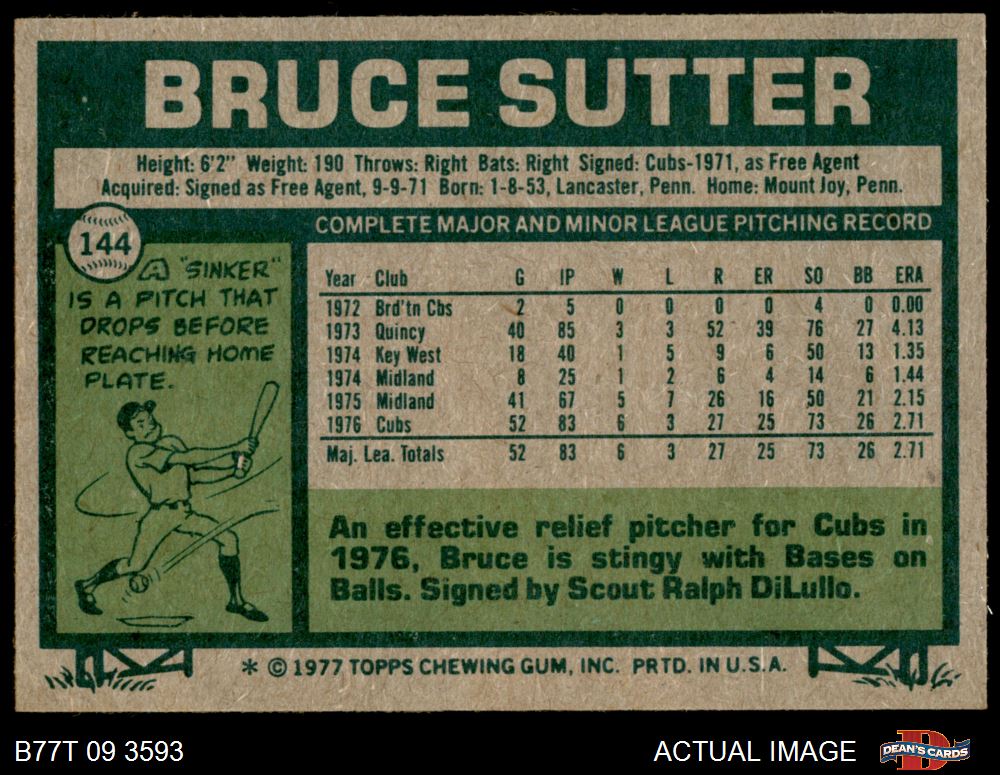 BRUCE SUTTER
Height: 6'2" Weight: 190 Throws: Right Bats: Right Signed: Cubs-1971, as Free Agent
Acquired: Signed as Free Agent, 9-9-71 Born: 1-8-53, Lancaster, Penn. Home: Mount Joy, Penn.
144
A "SINKER"
IS A PITCH THAT
DROPS BEFORE
REACHING HOME
PLATE.
COMPLETE MAJOR AND MINOR LEAGUE PITCHING RECORD
Year Club G IP W L R ER SO BB ERA
1972 Brd'tn Cbs 2 5 0 0 0 0 4 0 0.00
1973 Quincy 40 85 3 3 52 39 76 27 4.13
1974 Key West 18 40 1 5 9 6 50 13 1.35
1974 Midland 8 25 1 2 6 4 14 6 1.44
1975 Midland 41 67 5 7 26 16 50 21 2.15
1976 Cubs 52 83 6 3 27 25 73 26 2.71
Maj. Lea. Totals 52 83 6 3 27 25 73 26 2.71
An effective relief pitcher for Cubs in
1976, Bruce is stingy with Bases on
Balls. Signed by Scout Ralph DiLullo.
* © 1977 TOPPS CHEWING GUM, INC. PRTD. IN U.S.A.
B77T 09 3593
ACTUAL IMAGE
D
DEAN'S CARDS